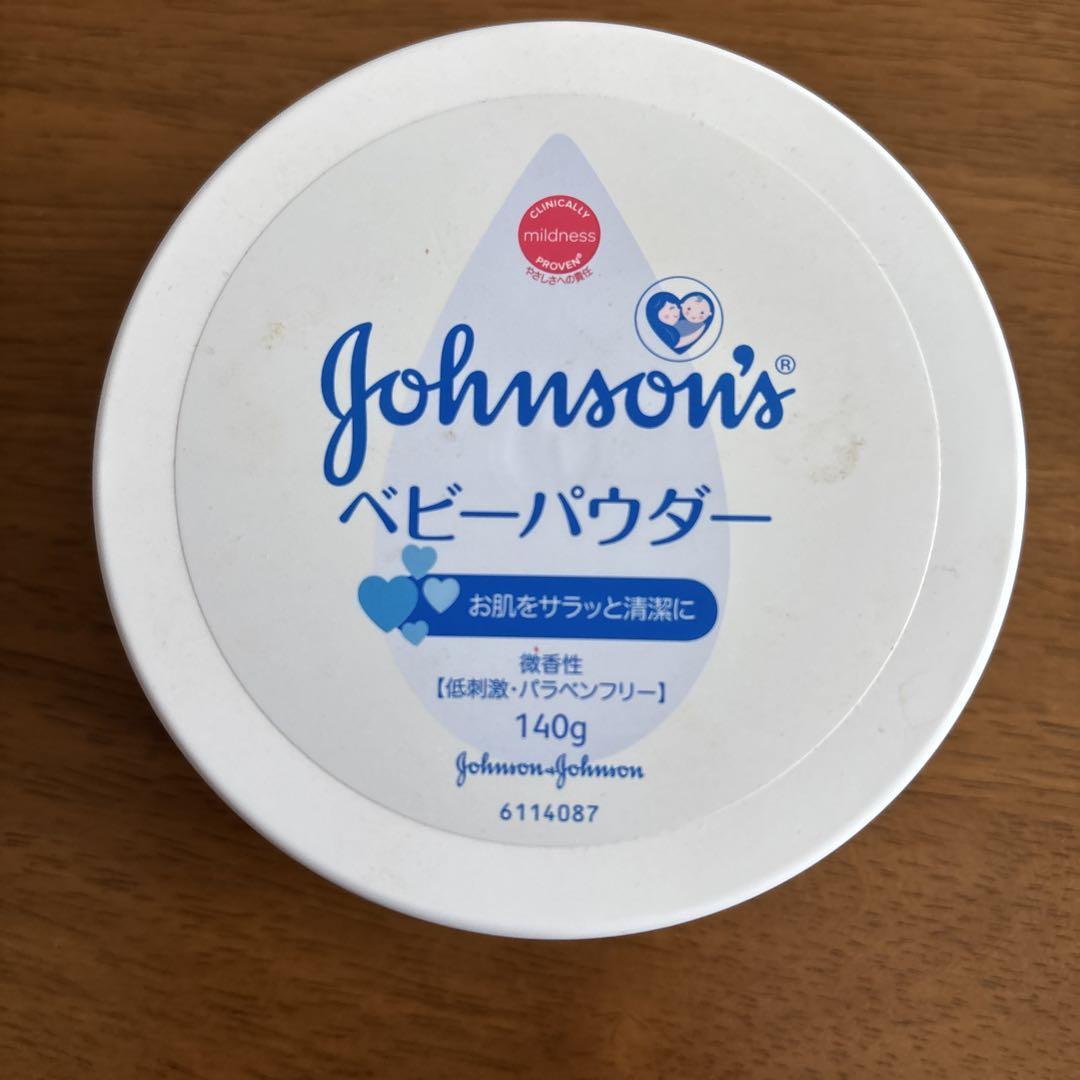 CLINICALLY
mildness
PROVEN®
やさしさへの責任
Johnson's®
ベビーパウダー
お肌をサラッと清潔に
微香性
【低刺激・パラベンフリー】
140g
Johnson&Johnson
6114087